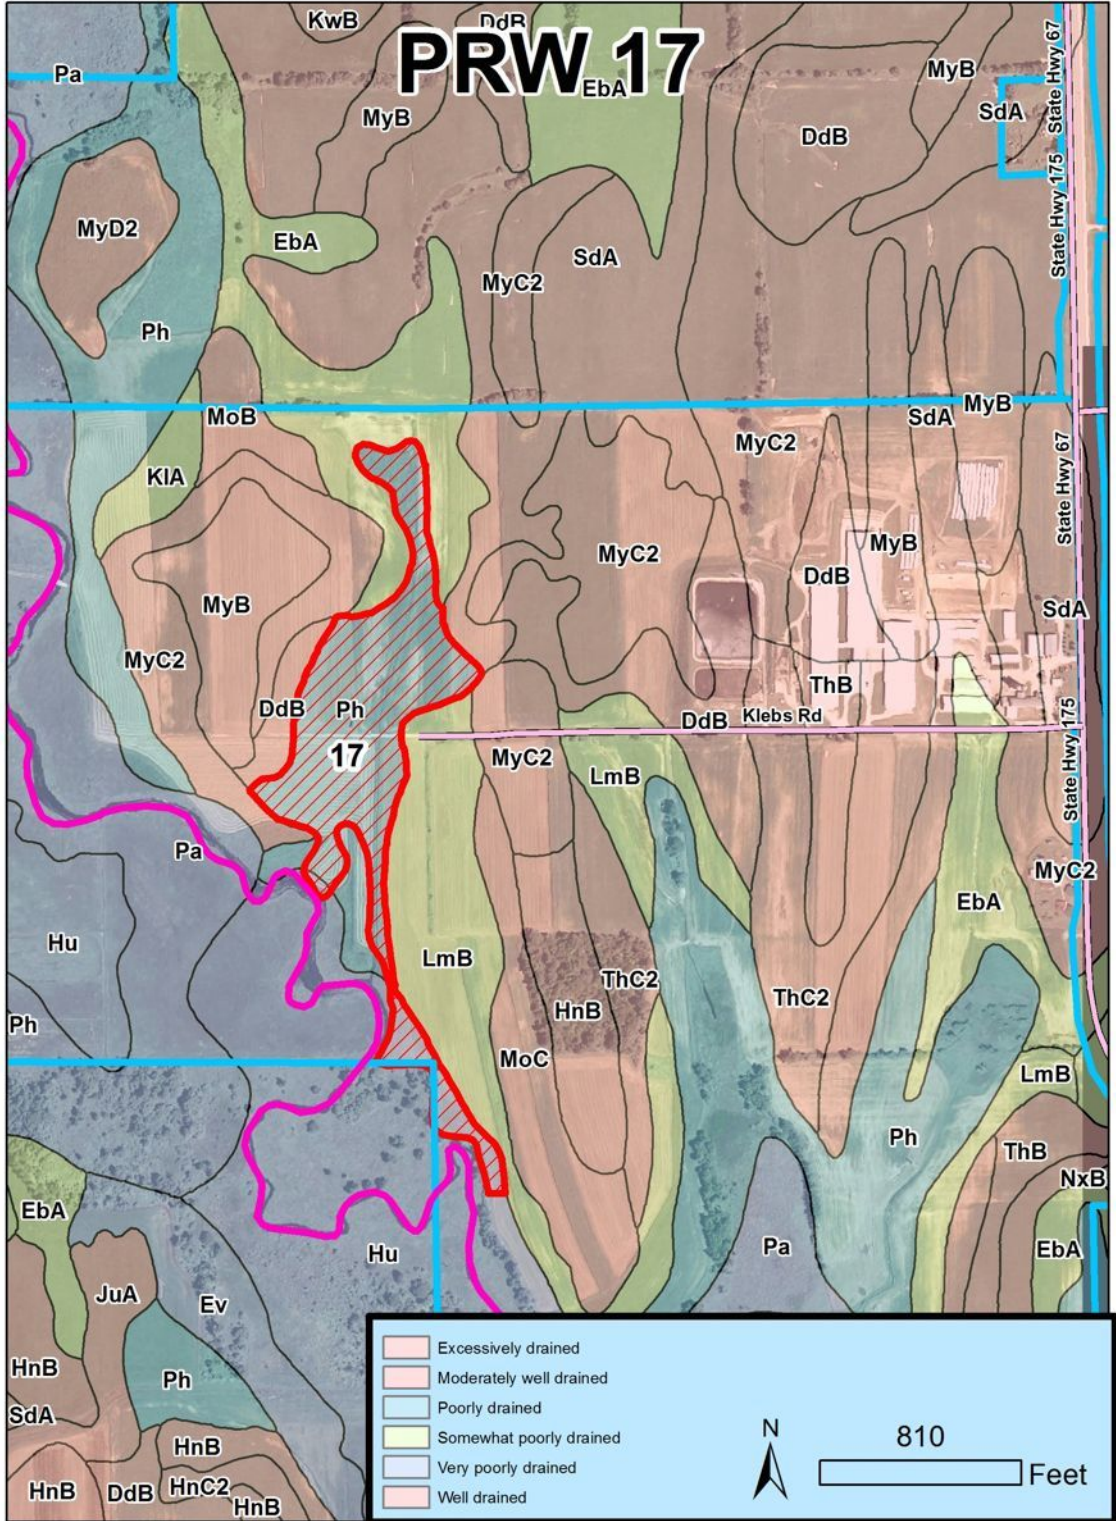 PRW 17
KwB
DdB
EbA
MyB
State Hwy 67
Pa
SdA
MyB
DdB
State Hwy 175
MyD2
EbA
SdA
State Hwy 175
MyC2
Ph
MyB
MoB
SdA
MyC2
KIA
State Hwy 67
MyB
MyC2
DdB
MyB
SdA
MyC2
ThB
DdB
Ph
DdB
Klebs Rd
17
MyC2
LmB
State Hwy 175
Pa
MyC2
EbA
Hu
LmB
ThC2
ThC2
HnB
Ph
MoC
LmB
Ph
ThB
NxB
EbA
Pa
EbA
Hu
JuA
Ev
HnB
Ph
SdA
HnB
HnB
DdB
HnC2
HnB
Excessively drained
Moderately well drained
Poorly drained
Somewhat poorly drained
Very poorly drained
Well drained
N
810
Feet